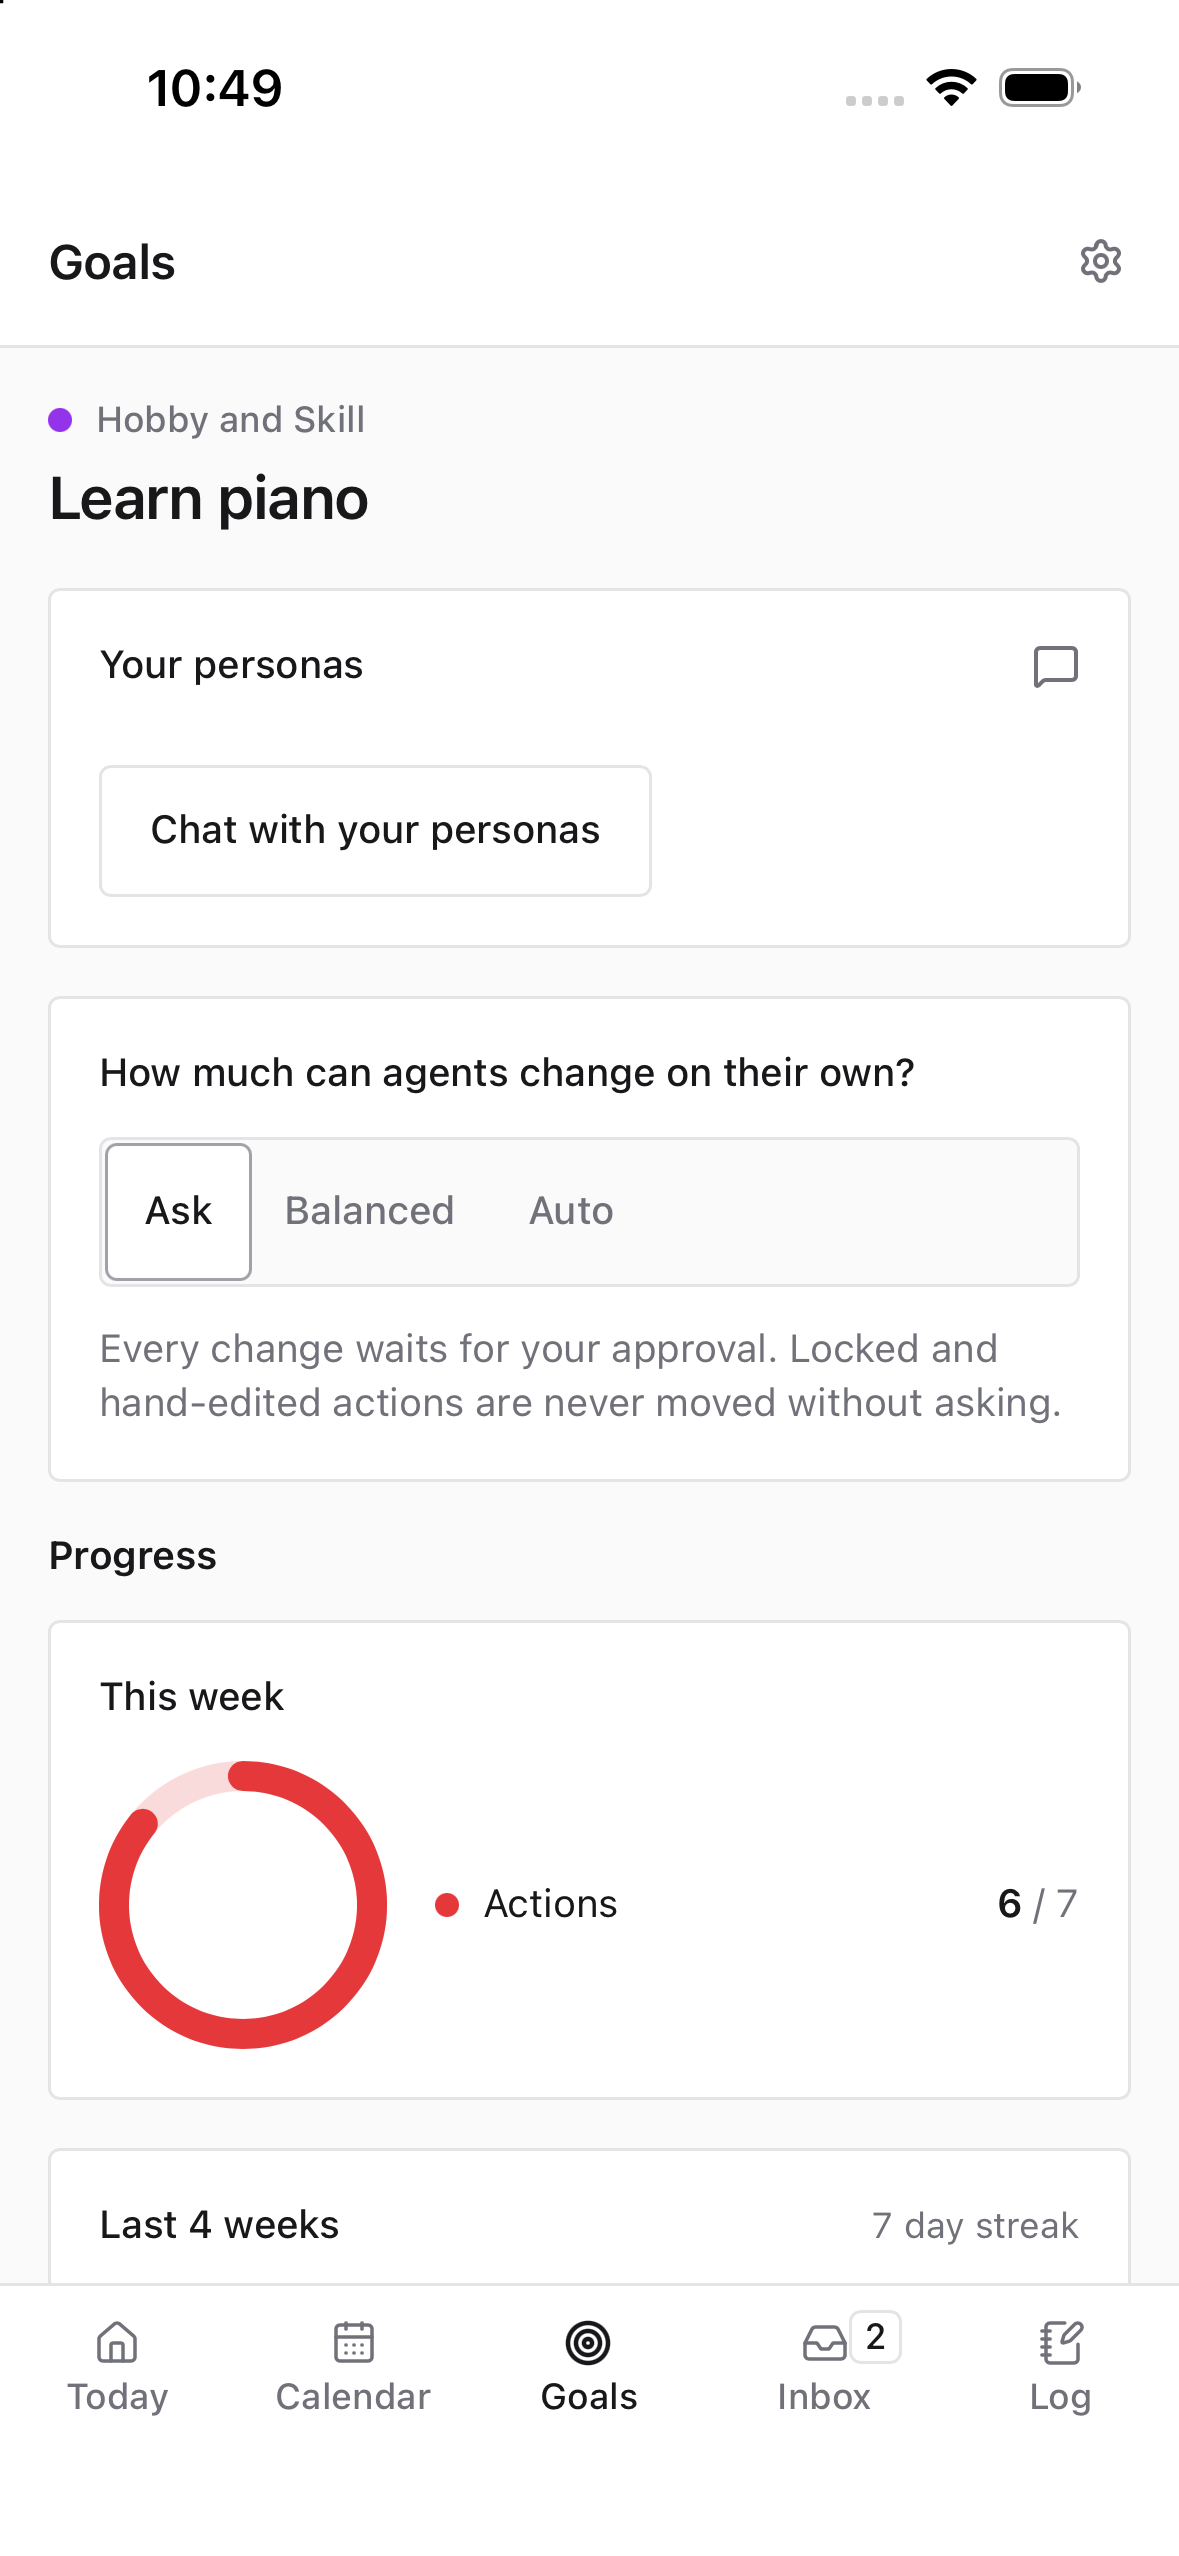 10:49
Goals
Hobby and Skill
Learn piano
Your personas
Chat with your personas
How much can agents change on their own?
Ask Balanced Auto
Every change waits for your approval. Locked and
hand-edited actions are never moved without asking.
Progress
This week
Actions 6 / 7
Last 4 weeks 7 day streak
2
Today Calendar Goals Inbox Log